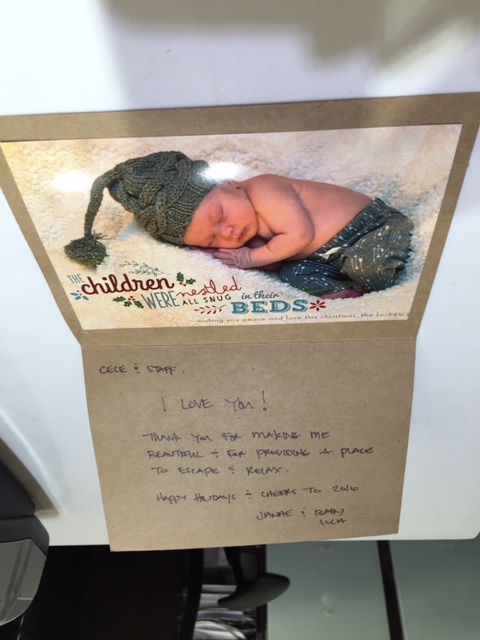 THE children
WERE nestled
ALL SNUG in their
BEDS
wishing you peace and love this christmas, the
CECE & STAFF,
I LOVE YOU!
THANK YOU FOR MAKING ME
BEAUTIFUL & FOR PROVIDING A PLACE
TO ESCAPE & RELAX.
HAPPY HOLIDAYS & CHEERS TO 2016
JANAE & BABY